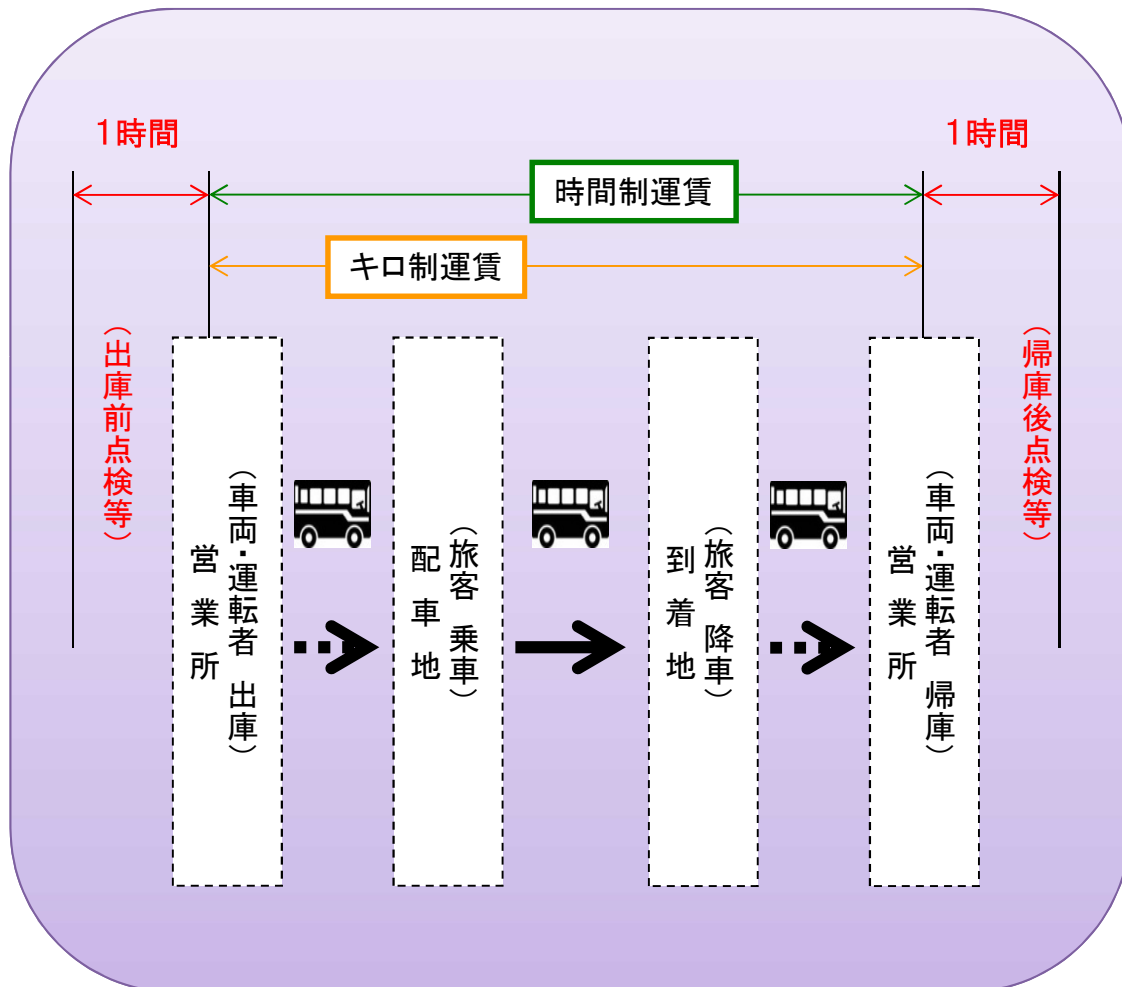 1時間
1時間
時間制運賃
キロ制運賃
（出庫前点検等）
営業所
（車両・運転者 出庫）
配車地
（旅客 乗車）
到着地
（旅客 降車）
営業所
（車両・運転者 帰庫）
（帰庫後点検等）